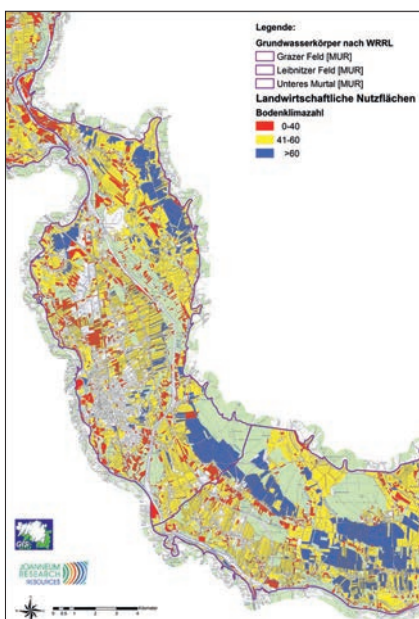 Legende:
Grundwasserkörper nach WRRL
Grazer Feld [MUR]
Leibnitzer Feld [MUR]
Unteres Murtal [MUR]
Landwirtschaftliche Nutzflächen
Bodenklimazahl
0-40
41-60
>60
GIS
JOANNEUM
RESEARCH
RESOURCES
Kilometer